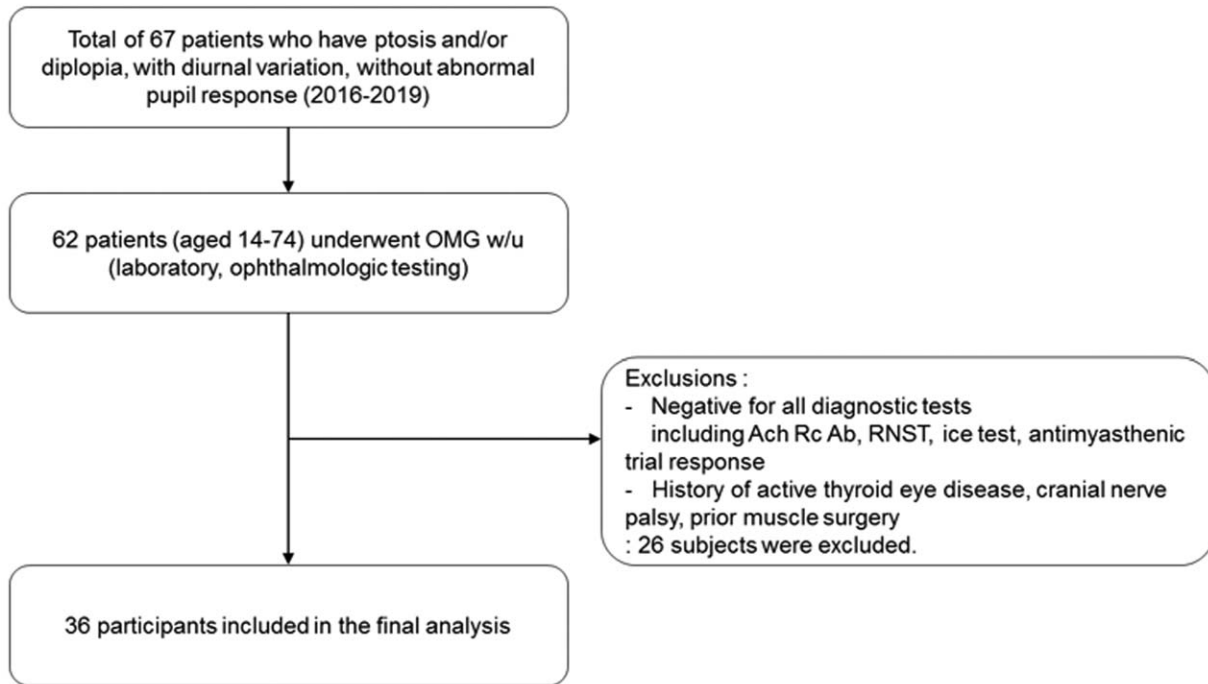 Total of 67 patients who have ptosis and/or
diplopia, with diurnal variation, without abnormal
pupil response (2016-2019)
62 patients (aged 14-74) underwent OMG w/u
(laboratory, ophthalmologic testing)
Exclusions :
- Negative for all diagnostic tests
including Ach Rc Ab, RNST, ice test, antimyasthenic
trial response
- History of active thyroid eye disease, cranial nerve
palsy, prior muscle surgery
: 26 subjects were excluded.
36 participants included in the final analysis